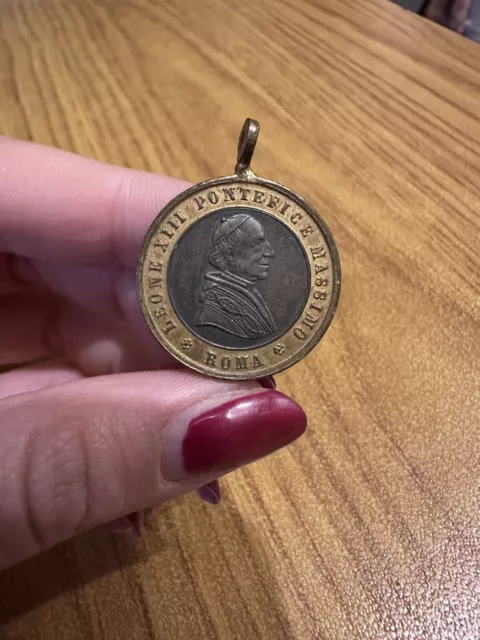 LEONE XIII PONTEFICE MASSIMO
ROMA